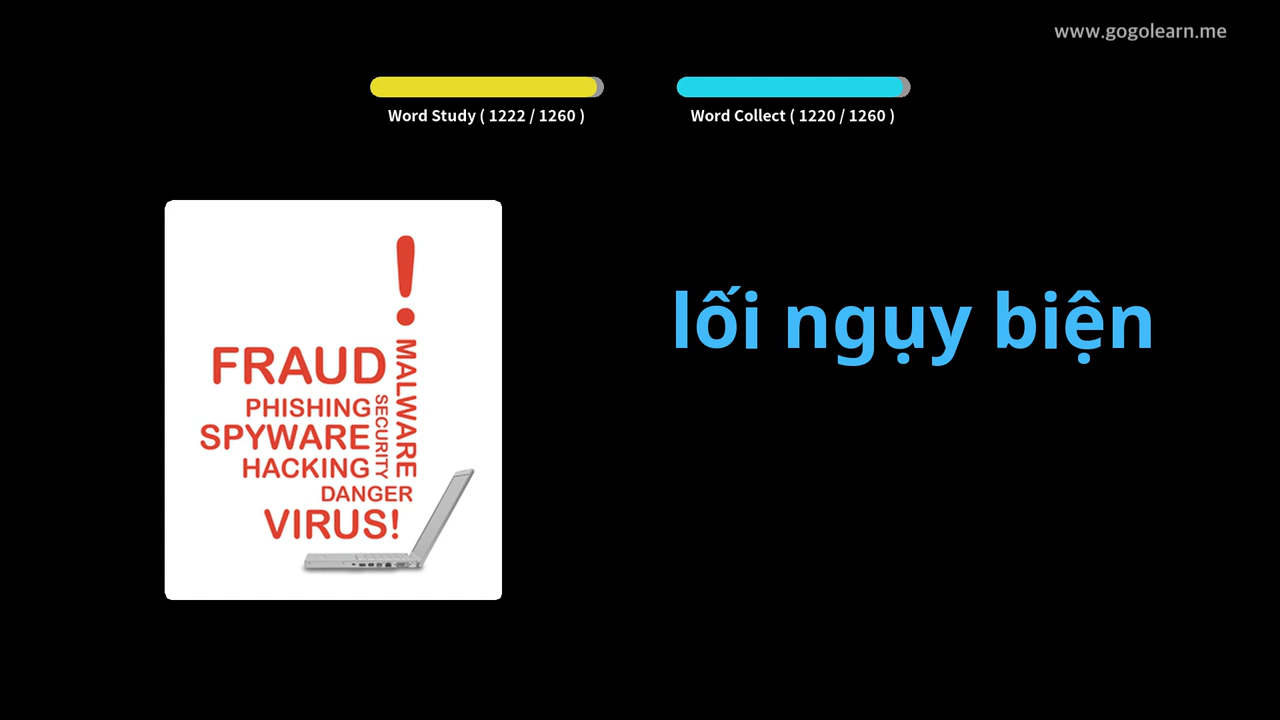 www.gogolearn.me
Word Study ( 1222 / 1260 )
Word Collect ( 1220 / 1260 )
lối ngụy biện
!
FRAUD
PHISHING
SPYWARE
HACKING
DANGER
VIRUS!
SECURITY
MALWARE